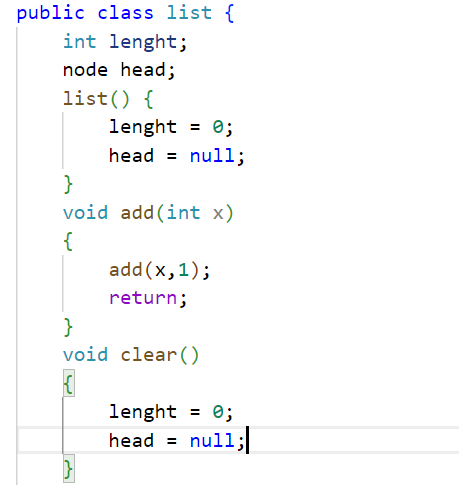 public class list {
    int lenght;
    node head;
    list() {
        lenght = 0;
        head = null;
    }
    void add(int x)
    {
        add(x,1);
        return;
    }
    void clear()
    {
        lenght = 0;
        head = null;
    }